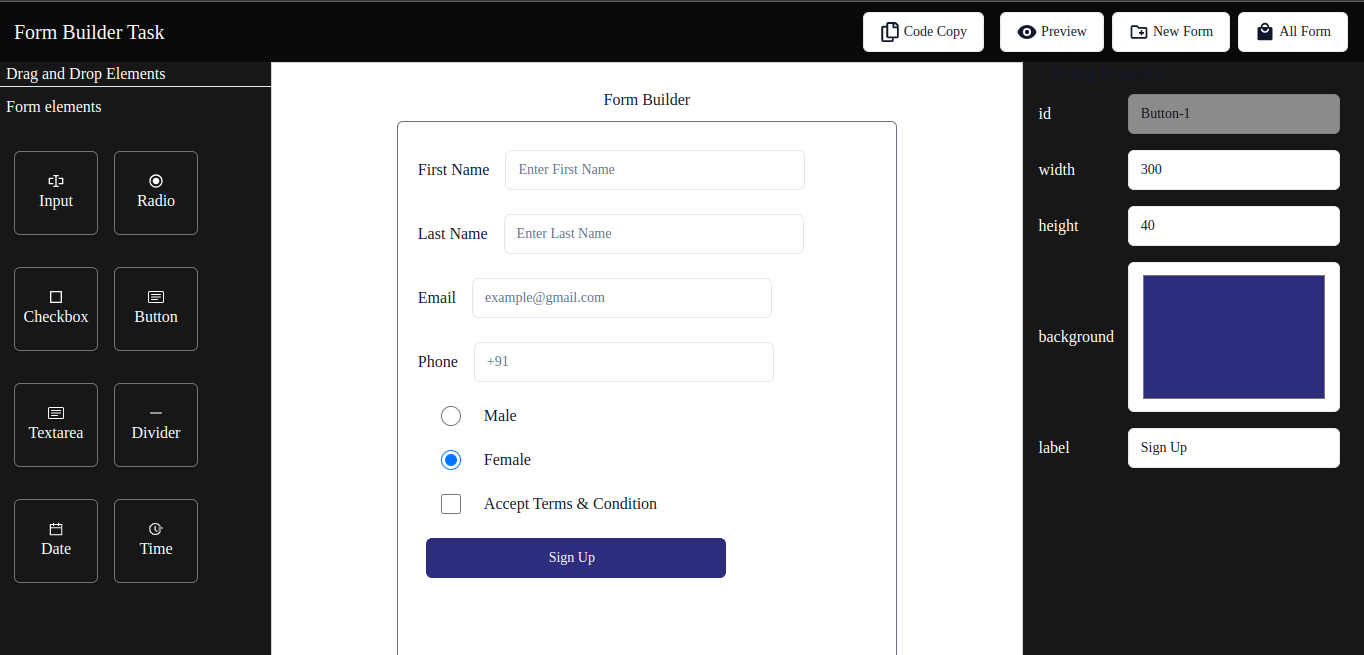 Form Builder Task
Code Copy
Preview
New Form
All Form
Drag and Drop Elements
Form elements
Input
Radio
Checkbox
Button
Textarea
Divider
Date
Time
Form Builder
First Name
Enter First Name
Last Name
Enter Last Name
Email
example@gmail.com
Phone
+91
Male
Female
Accept Terms & Condition
Sign Up
id
Button-1
width
300
height
40
background
label
Sign Up